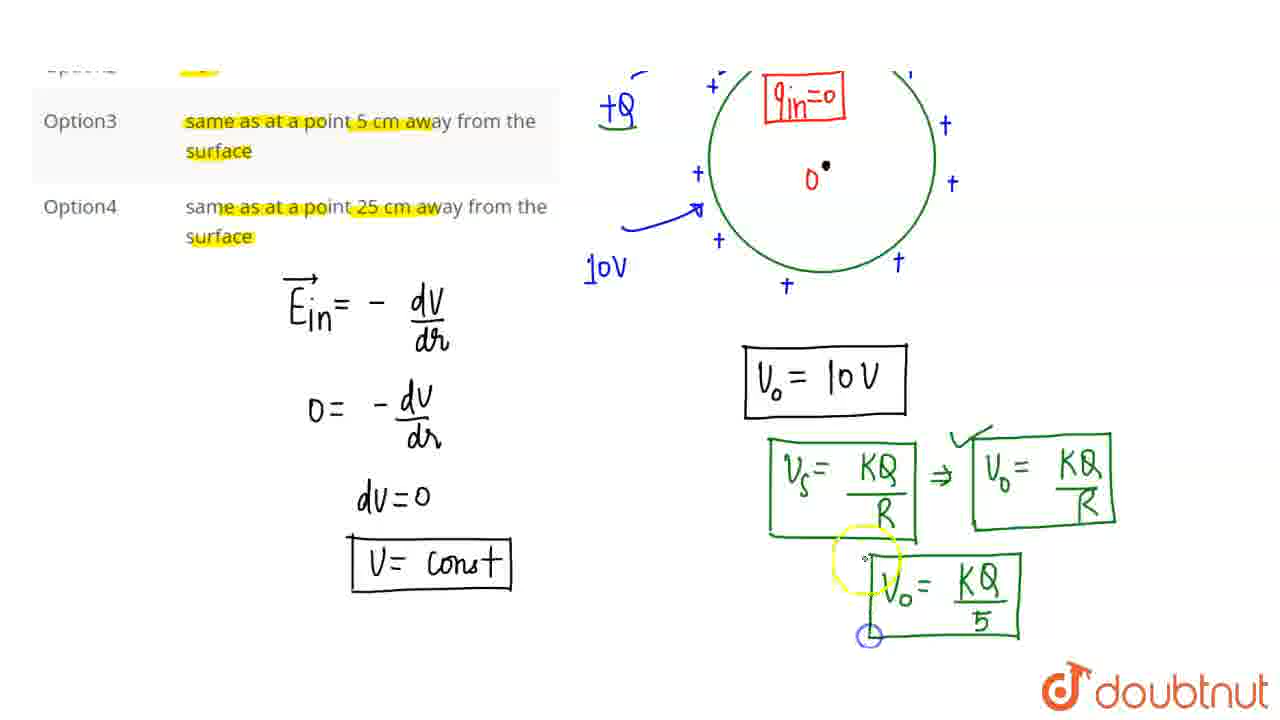 Option3 same as at a point 5 cm away from the
surface
Option4 same as at a point 25 cm away from the
surface
+Q
qin=0
0
10V
Ein= - dV/dr
0= - dV/dr
dV=0
V= const
V0= 10V
Vs= KQ/R ⇒ V0= KQ/R
V0= KQ/5
doubtnut